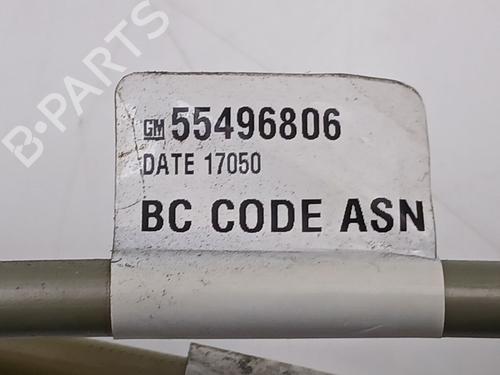 B-PARTS
GM 55496806
DATE 17050
BC CODE ASN